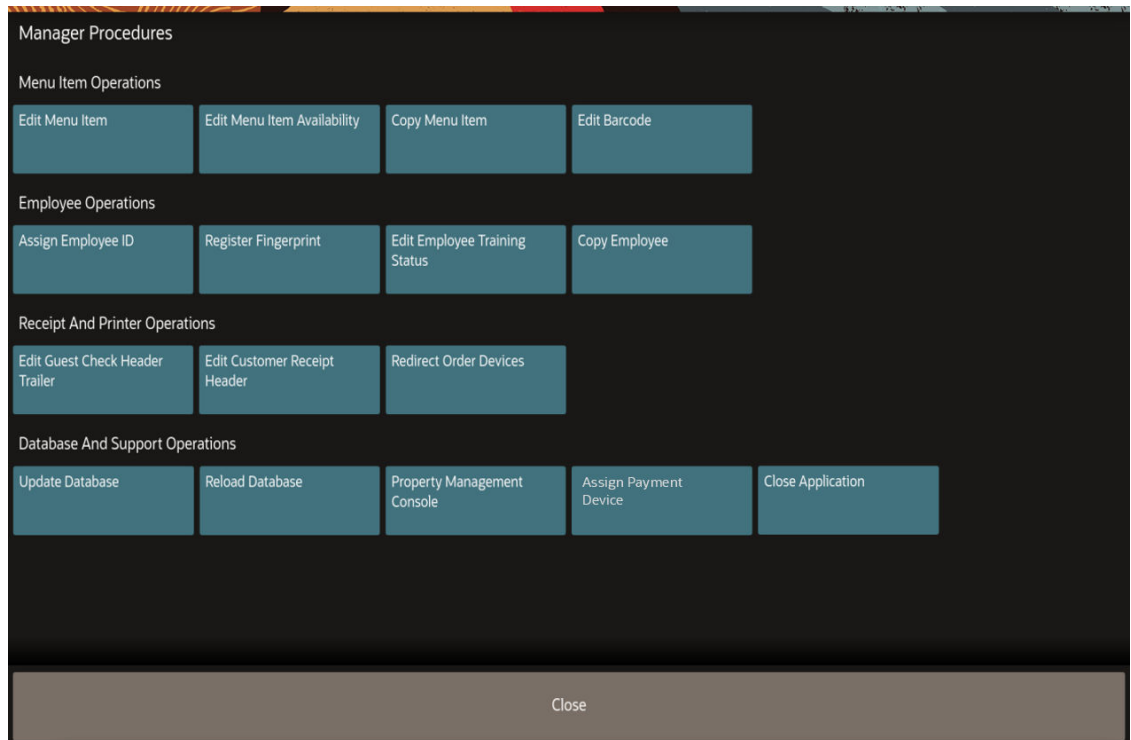 Manager Procedures
Menu Item Operations
Edit Menu Item
Edit Menu Item Availability
Copy Menu Item
Edit Barcode
Employee Operations
Assign Employee ID
Register Fingerprint
Edit Employee Training
Status
Copy Employee
Receipt And Printer Operations
Edit Guest Check Header
Trailer
Edit Customer Receipt
Header
Redirect Order Devices
Database And Support Operations
Update Database
Reload Database
Property Management
Console
Assign Payment
Device
Close Application
Close